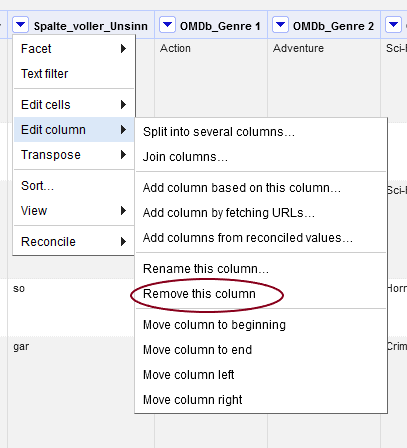 Spalte_voller_Unsinn OMDb_Genre 1 OMDb_Genre 2 OM
Facet
Action Adventure Sci-F
Text filter
Edit cells
Edit column
Transpose
Sort...
View
Reconcile
Split into several columns...
Join columns...
Add column based on this column...
Add column by fetching URLs...
Add columns from reconciled values...
Rename this column...
Remove this column
Move column to beginning
Move column to end
Move column left
Move column right
so Horr
gar Crim